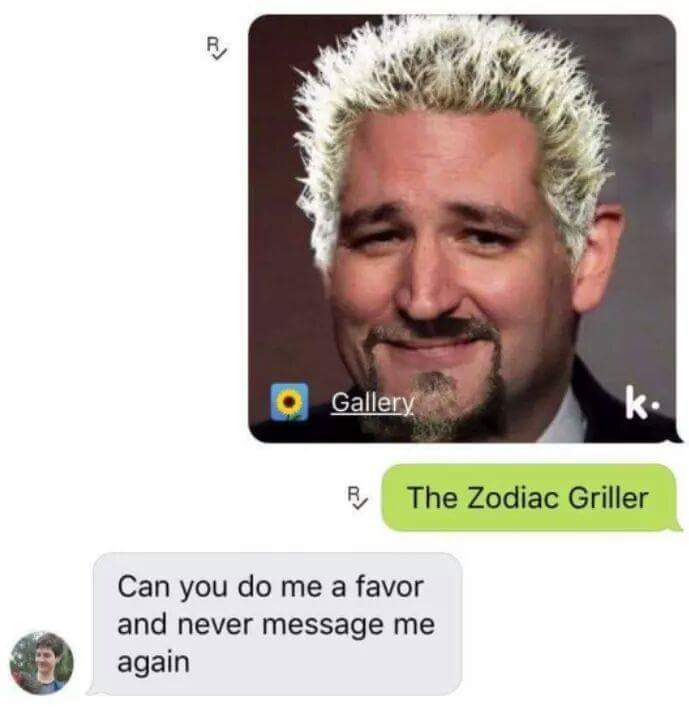 R
Gallery
k.
R
The Zodiac Griller
Can you do me a favor
and never message me
again